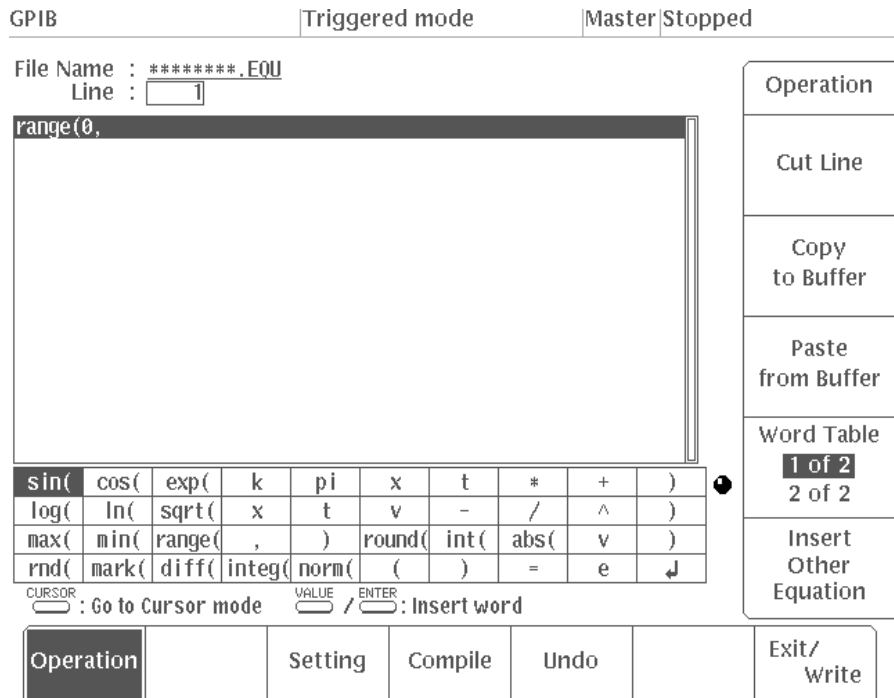 GPIB Triggered mode Master Stopped
File Name : ********.EQU
Line : 1
range(0,
sin( cos( exp( k pi x t * + )
log( ln( sqrt( x t v - / ^ )
max( min( range( , ) round( int( abs( v )
rnd( mark( diff( integ( norm( ( ) = e ↲
CURSOR : Go to Cursor mode VALUE / ENTER : Insert word
Operation
Cut Line
Copy
to Buffer
Paste
from Buffer
Word Table
1 of 2
2 of 2
Insert
Other
Equation
Operation Setting Compile Undo Exit/
Write